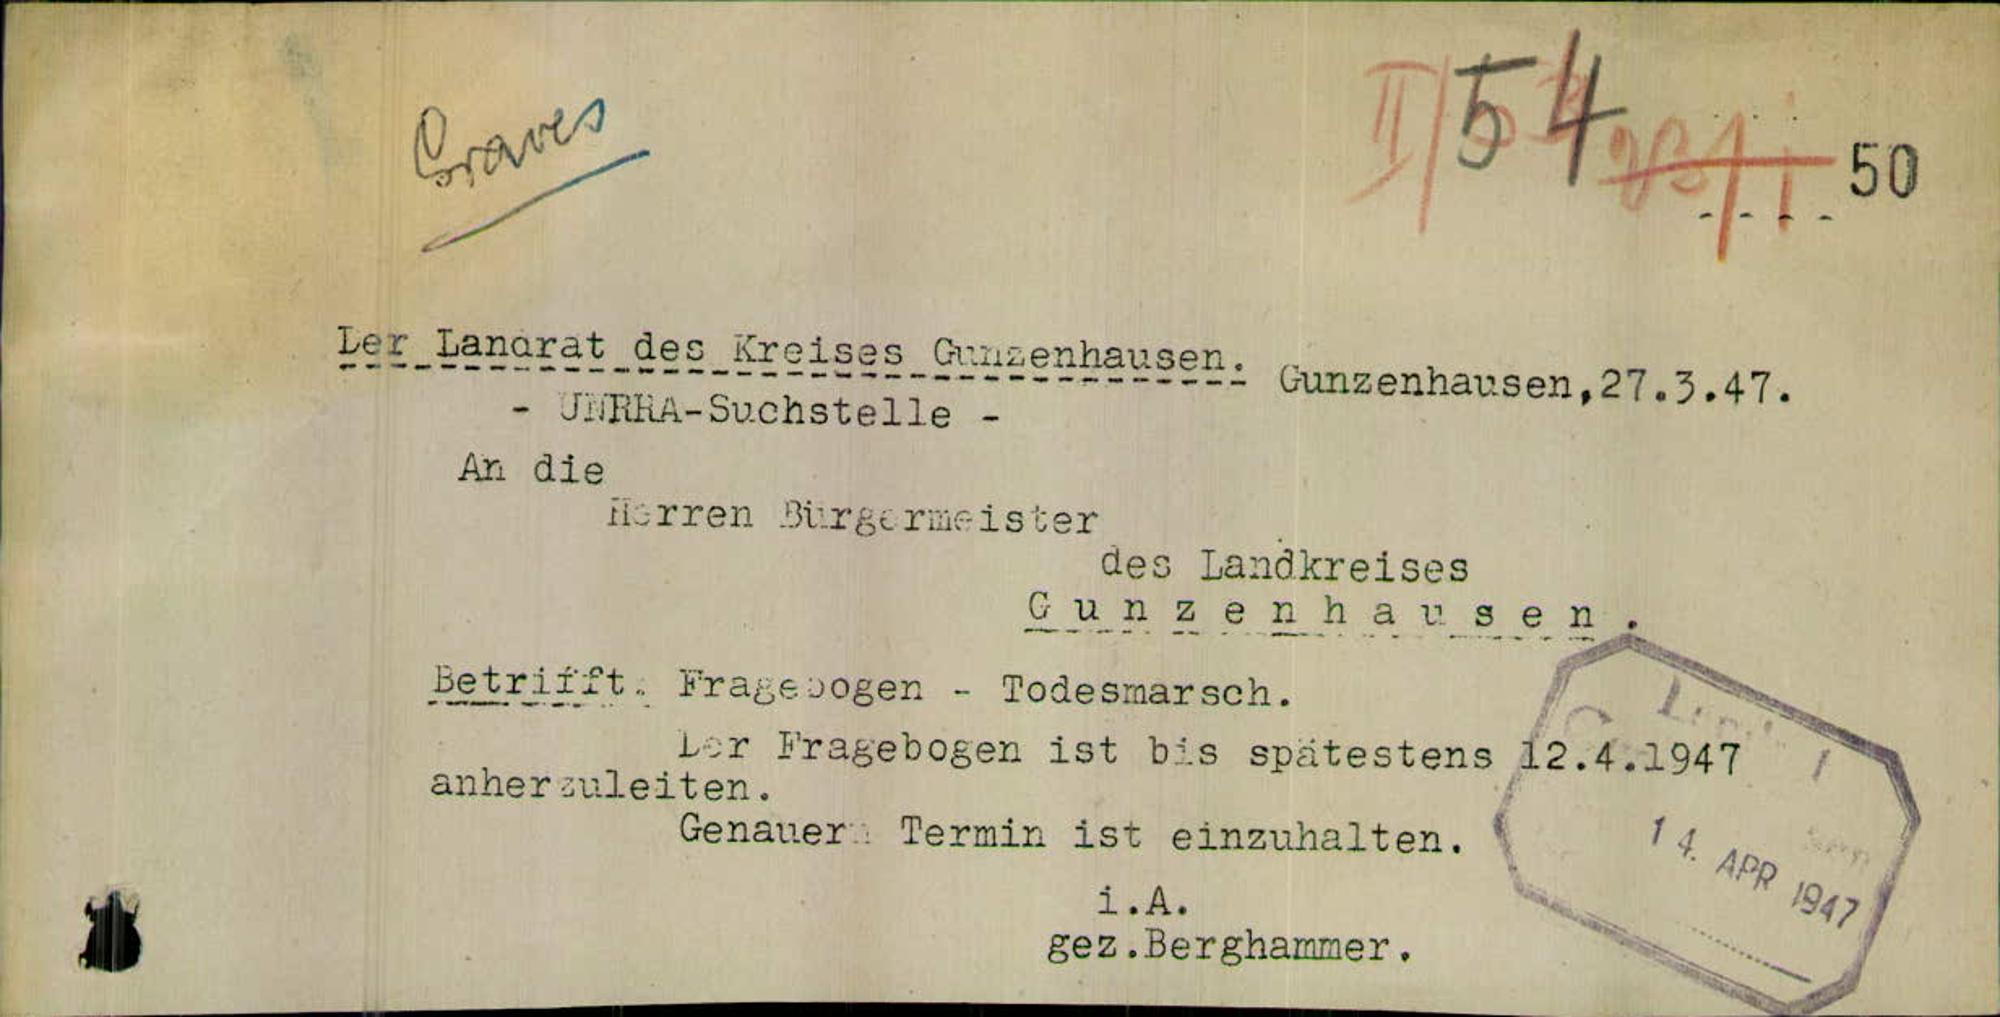 Graves
II/54
50
Der Landrat des Kreises Gunzenhausen.
Gunzenhausen,27.3.47.
- UNRRA-Suchstelle -
An die
Herren Bürgermeister
des Landkreises
Gunzenhausen.
Betrifft: Fragebogen - Todesmarsch.
Der Fragebogen ist bis spätestens 12.4.1947
anherzuleiten.
Genauer Termin ist einzuhalten.
i.A.
gez.Berghammer.
14. APR 1947